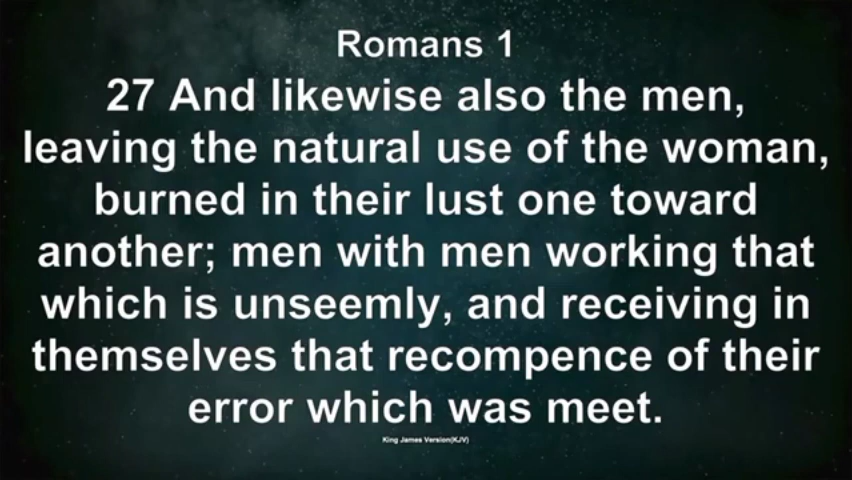 Romans 1
27 And likewise also the men,
leaving the natural use of the woman,
burned in their lust one toward
another; men with men working that
which is unseemly, and receiving in
themselves that recompence of their
error which was meet.
King James Version(KJV)